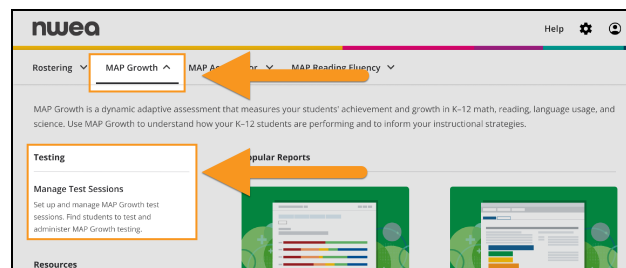 nwea
Help
Rostering MAP Growth MAP Ac or MAP Reading Fluency
MAP Growth is a dynamic adaptive assessment that measures your students' achievement and growth in K–12 math, reading, language usage, and
science. Use MAP Growth to understand how your K–12 students are performing and to inform your instructional strategies.
Testing
opular Reports
Manage Test Sessions
Set up and manage MAP Growth test
sessions. Find students to test and
administer MAP Growth testing.
Resources